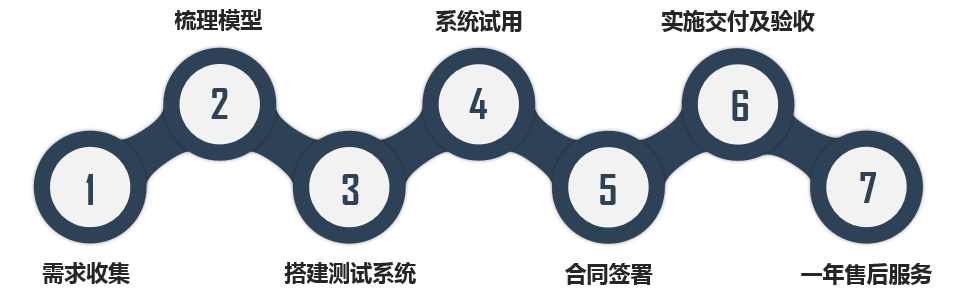 梳理模型
系统试用
实施交付及验收
1
2
3
4
5
6
7
需求收集
搭建测试系统
合同签署
一年售后服务